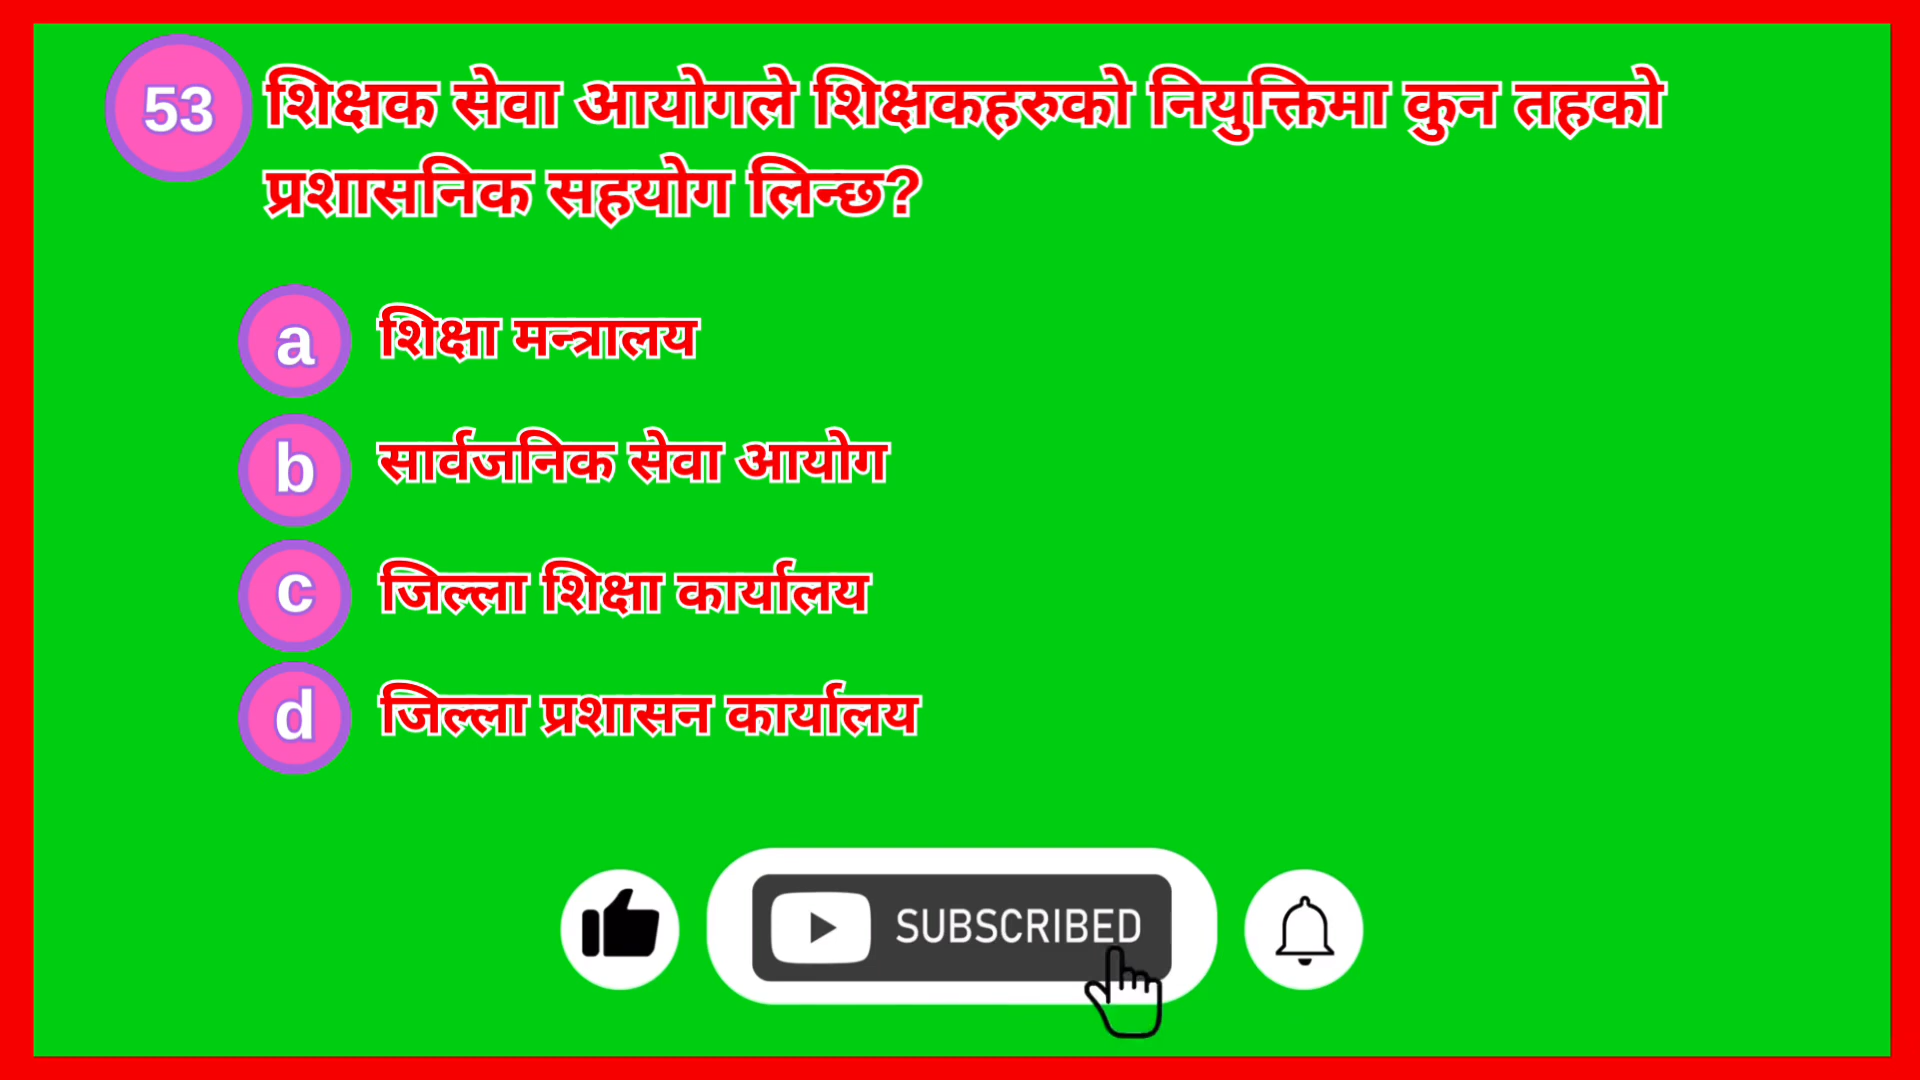 53
शिक्षक सेवा आयोगले शिक्षकहरुको नियुक्तिमा कुन तहको
प्रशासनिक सहयोग लिन्छ?
a शिक्षा मन्त्रालय
b सार्वजनिक सेवा आयोग
c जिल्ला शिक्षा कार्यालय
d जिल्ला प्रशासन कार्यालय
SUBSCRIBED